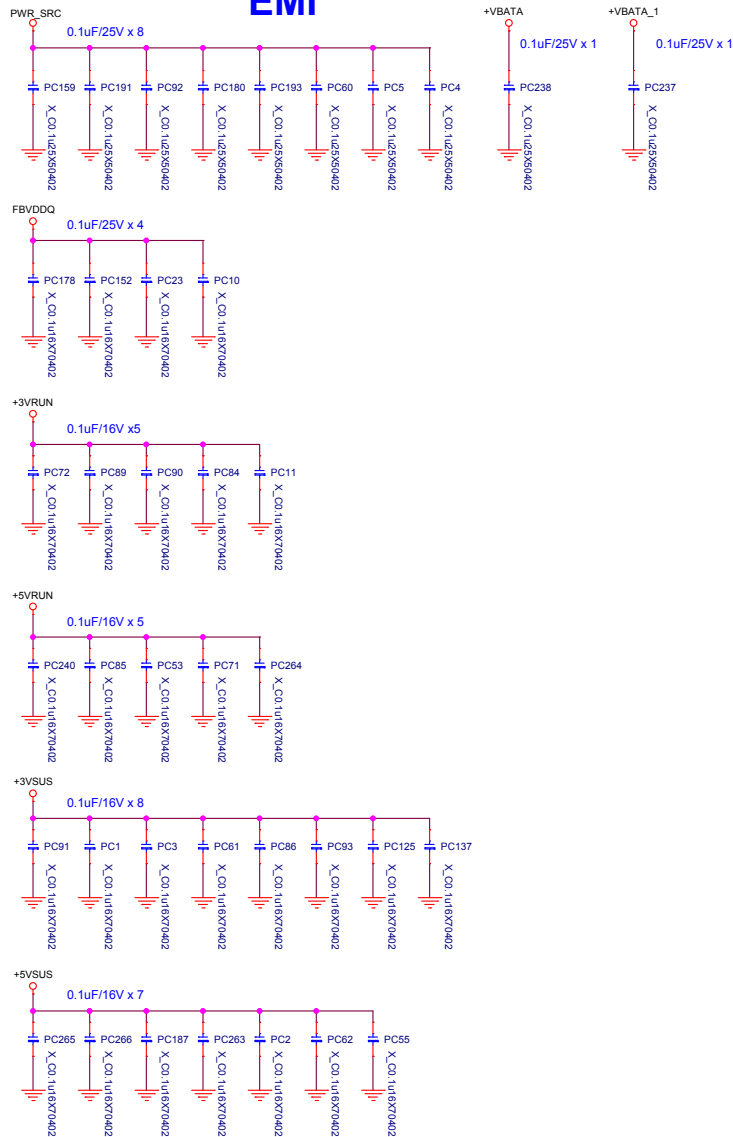 EMI
PWR_SRC
0.1uF/25V x 8
PC159
PC191
PC92
PC180
PC193
PC60
PC5
PC4
X_C0.1u25X50402
X_C0.1u25X50402
X_C0.1u25X50402
X_C0.1u25X50402
X_C0.1u25X50402
X_C0.1u25X50402
X_C0.1u25X50402
X_C0.1u25X50402
+VBATA
0.1uF/25V x 1
PC238
X_C0.1u25X50402
+VBATA_1
0.1uF/25V x 1
PC237
X_C0.1u25X50402
FBVDDQ
0.1uF/25V x 4
PC178
PC152
PC23
PC10
X_C0.1u16X70402
X_C0.1u16X70402
X_C0.1u16X70402
X_C0.1u16X70402
+3VRUN
0.1uF/16V x5
PC72
PC89
PC90
PC84
PC11
X_C0.1u16X70402
X_C0.1u16X70402
X_C0.1u16X70402
X_C0.1u16X70402
X_C0.1u16X70402
+5VRUN
0.1uF/16V x 5
PC240
PC85
PC53
PC71
PC264
X_C0.1u16X70402
X_C0.1u16X70402
X_C0.1u16X70402
X_C0.1u16X70402
X_C0.1u16X70402
+3VSUS
0.1uF/16V x 8
PC91
PC1
PC3
PC61
PC86
PC93
PC125
PC137
X_C0.1u16X70402
X_C0.1u16X70402
X_C0.1u16X70402
X_C0.1u16X70402
X_C0.1u16X70402
X_C0.1u16X70402
X_C0.1u16X70402
X_C0.1u16X70402
+5VSUS
0.1uF/16V x 7
PC265
PC266
PC187
PC263
PC2
PC62
PC55
X_C0.1u16X70402
X_C0.1u16X70402
X_C0.1u16X70402
X_C0.1u16X70402
X_C0.1u16X70402
X_C0.1u16X70402
X_C0.1u16X70402